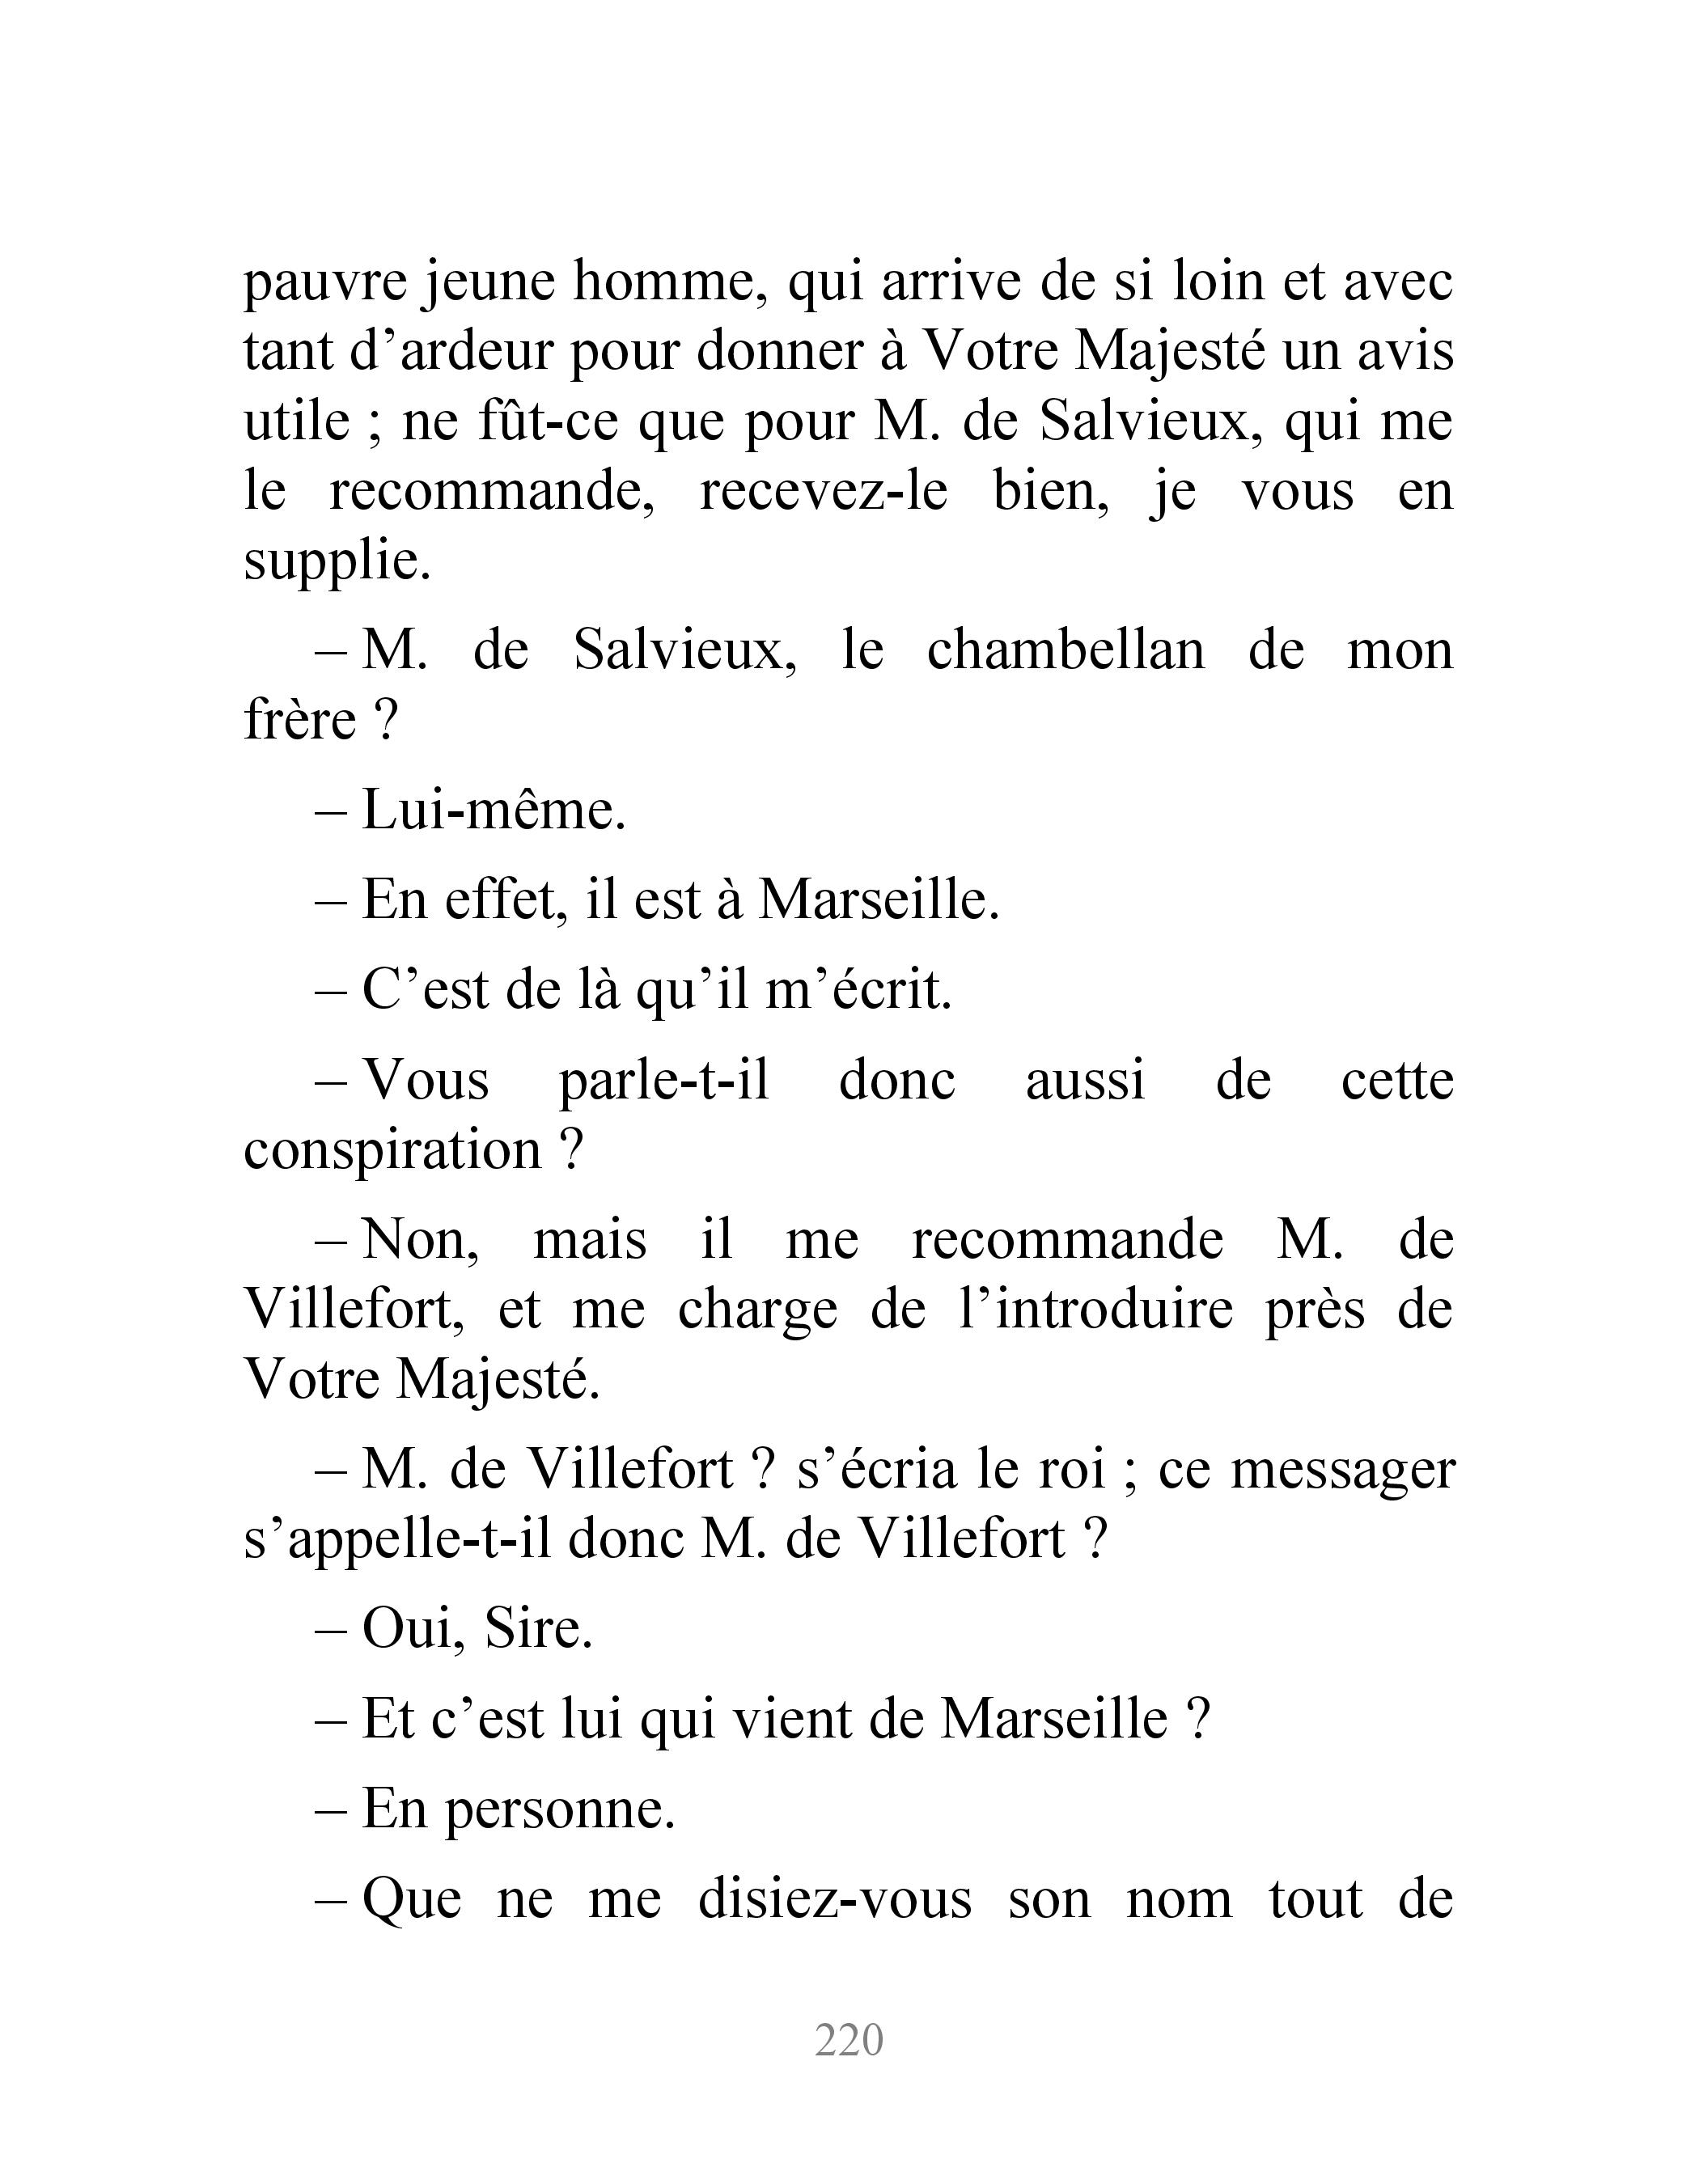 pauvre jeune homme, qui arrive de si loin et avec
tant d’ardeur pour donner à Votre Majesté un avis
utile ; ne fût-ce que pour M. de Salvieux, qui me
le recommande, recevez-le bien, je vous en
supplie.
– M. de Salvieux, le chambellan de mon
frère ?
– Lui-même.
– En effet, il est à Marseille.
– C’est de là qu’il m’écrit.
– Vous parle-t-il donc aussi de cette
conspiration ?
– Non, mais il me recommande M. de
Villefort, et me charge de l’introduire près de
Votre Majesté.
– M. de Villefort ? s’écria le roi ; ce messager
s’appelle-t-il donc M. de Villefort ?
– Oui, Sire.
– Et c’est lui qui vient de Marseille ?
– En personne.
– Que ne me disiez-vous son nom tout de
220